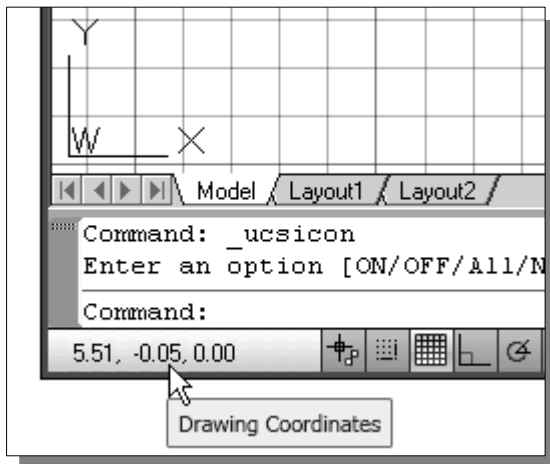 Y
W X
Model Layout1 Layout2
Command: _ucsicon
Enter an option [ON/OFF/All/N
Command:
5.51, -0.05, 0.00
Drawing Coordinates